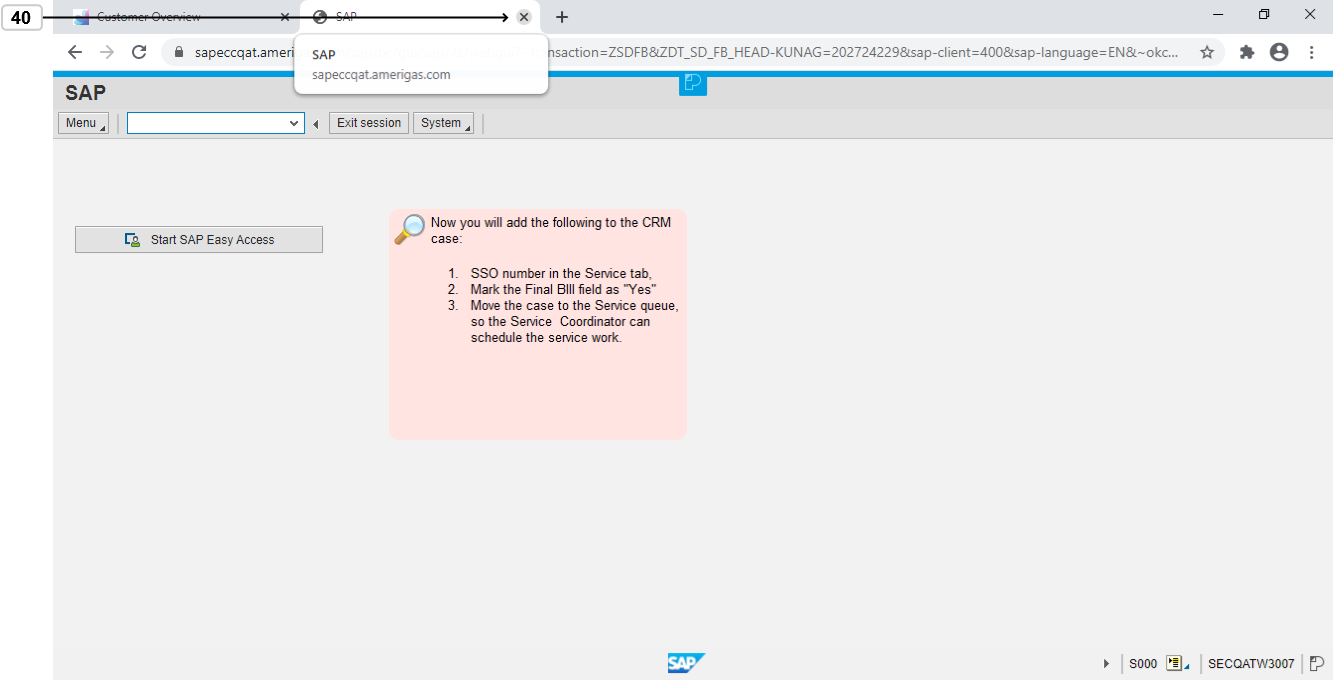 40
Customer Overview
SAP
sapeccqat.ameri
ransaction=ZSDFB&ZDT_SD_FB_HEAD-KUNAG=202724229&sap-client=400&sap-language=EN&~okc...
SAP
sapeccqat.amerigas.com
SAP
Menu
Exit session
System
Start SAP Easy Access
Now you will add the following to the CRM
case:
1. SSO number in the Service tab,
2. Mark the Final BIll field as "Yes"
3. Move the case to the Service queue,
so the Service Coordinator can
schedule the service work.
SAP
S000
SECQATW3007